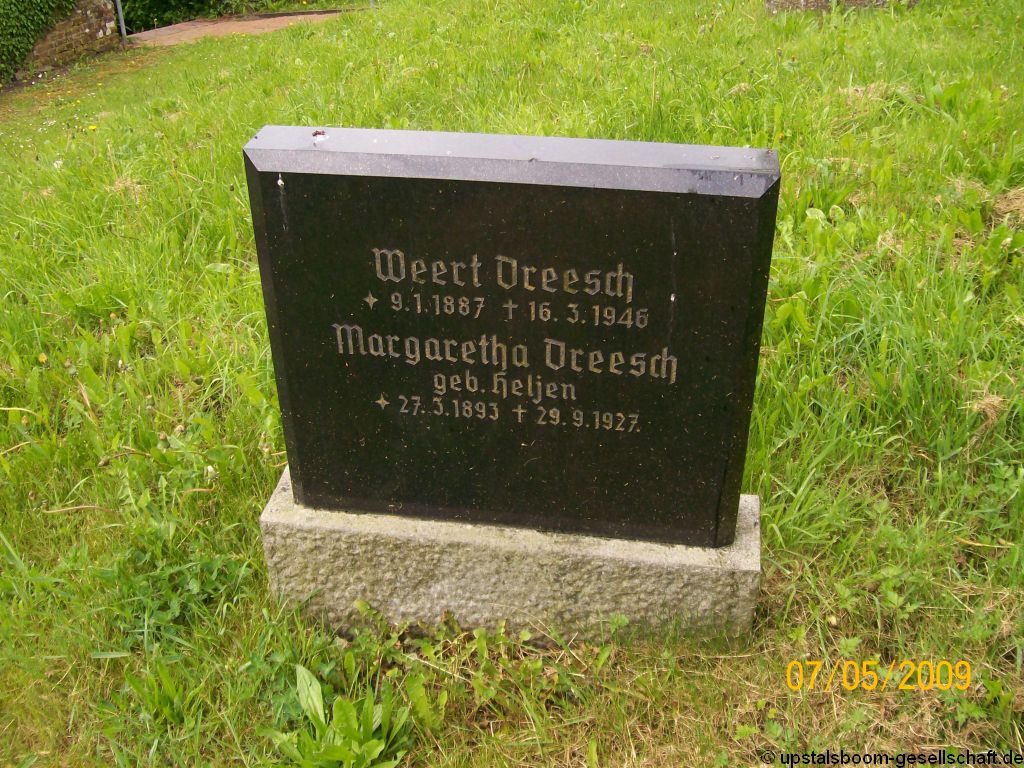 Weert Dreesch
✦ 9.1.1887 † 16.3.1946
Margaretha Dreesch
geb. Heljen
✦ 27.3.1893 † 29.9.1927.
07/05/2009
© upstalsboom-gesellschaft.de